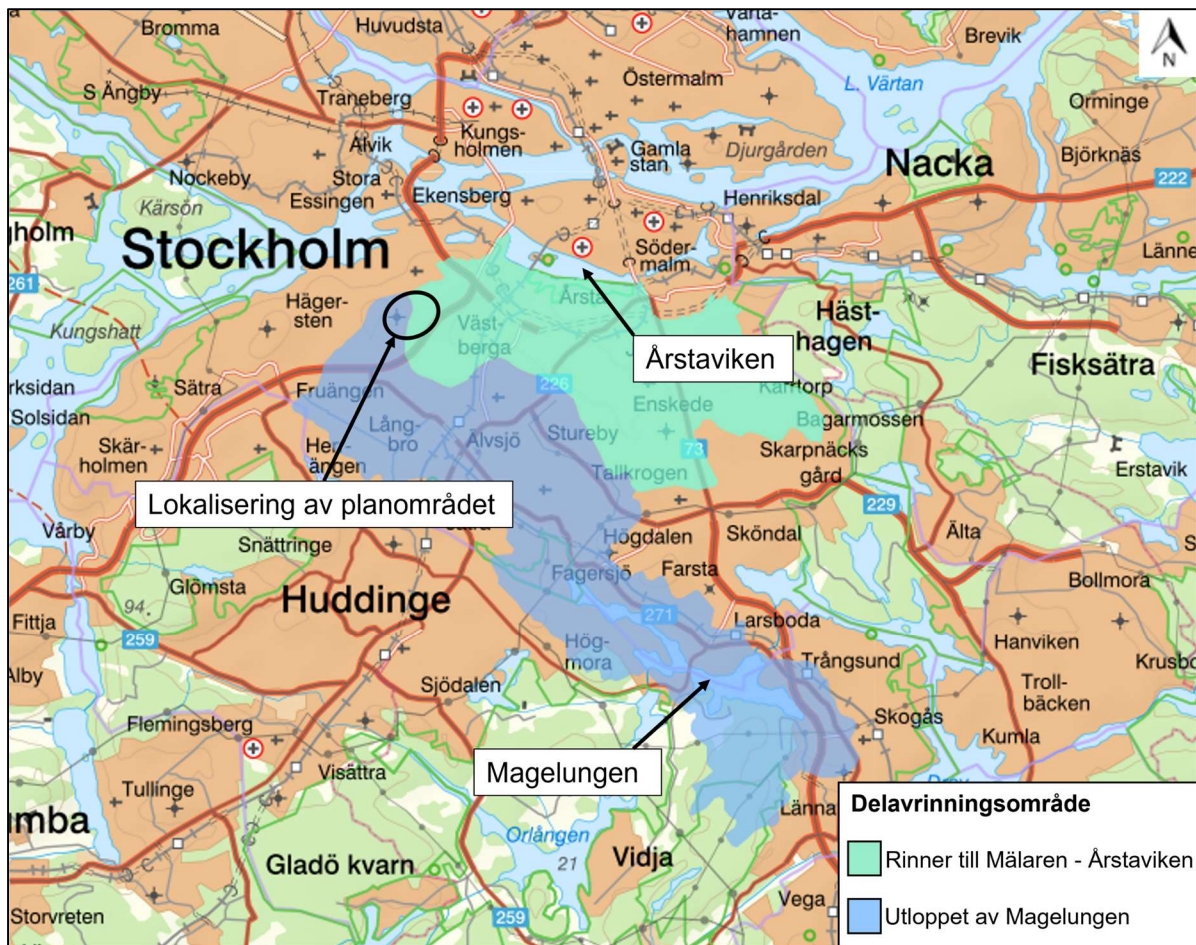 Bromma
Huvudsta
Värta-
hamnen
Brevik
N
S Ängby
Traneberg
Östermalm
L. Värtan
Orminge
Kungs-
holmen
Alvik
Gamla
stan
Djurgården
Nacka
Björknäs
Nockeby
Stora
Essingen
Ekensberg
Henriksdal
222
Kärsön
Stockholm
Söder-
malm
Länne
261
Häger-
sten
Årsta
Häst-
hagen
Kungshatt
Väst-
berga
Årstaviken
Fisksätra
Sätra
Fruängen
226
Enskede
Kärrtorp
Bagarmossen
Solsidan
Skär-
holmen
Lång-
bro
Älvsjö
Stureby
73
Skarpnäcks
gård
Erstavik
Her-
ängen
Tallkrogen
Lokalisering av planområdet
229
Vårby
Snättringe
Högdalen
Sköndal
Älta
Glömsta
Fagersjö
Farsta
Bollmora
94.
Huddinge
271
Larsboda
Fittja
259
Hög-
mora
Hanviken
Trångsund
Krusbo
Alby
Sjödalen
Troll-
bäcken
Flemingsberg
Skogås
Kumla
Magelungen
Visättra
Tullinge
Länna
Orlången
21
Vidja
Gladö kvarn
Vega
Storvreten
259
Delavrinningsområde
Rinner till Mälaren - Årstaviken
Utloppet av Magelungen